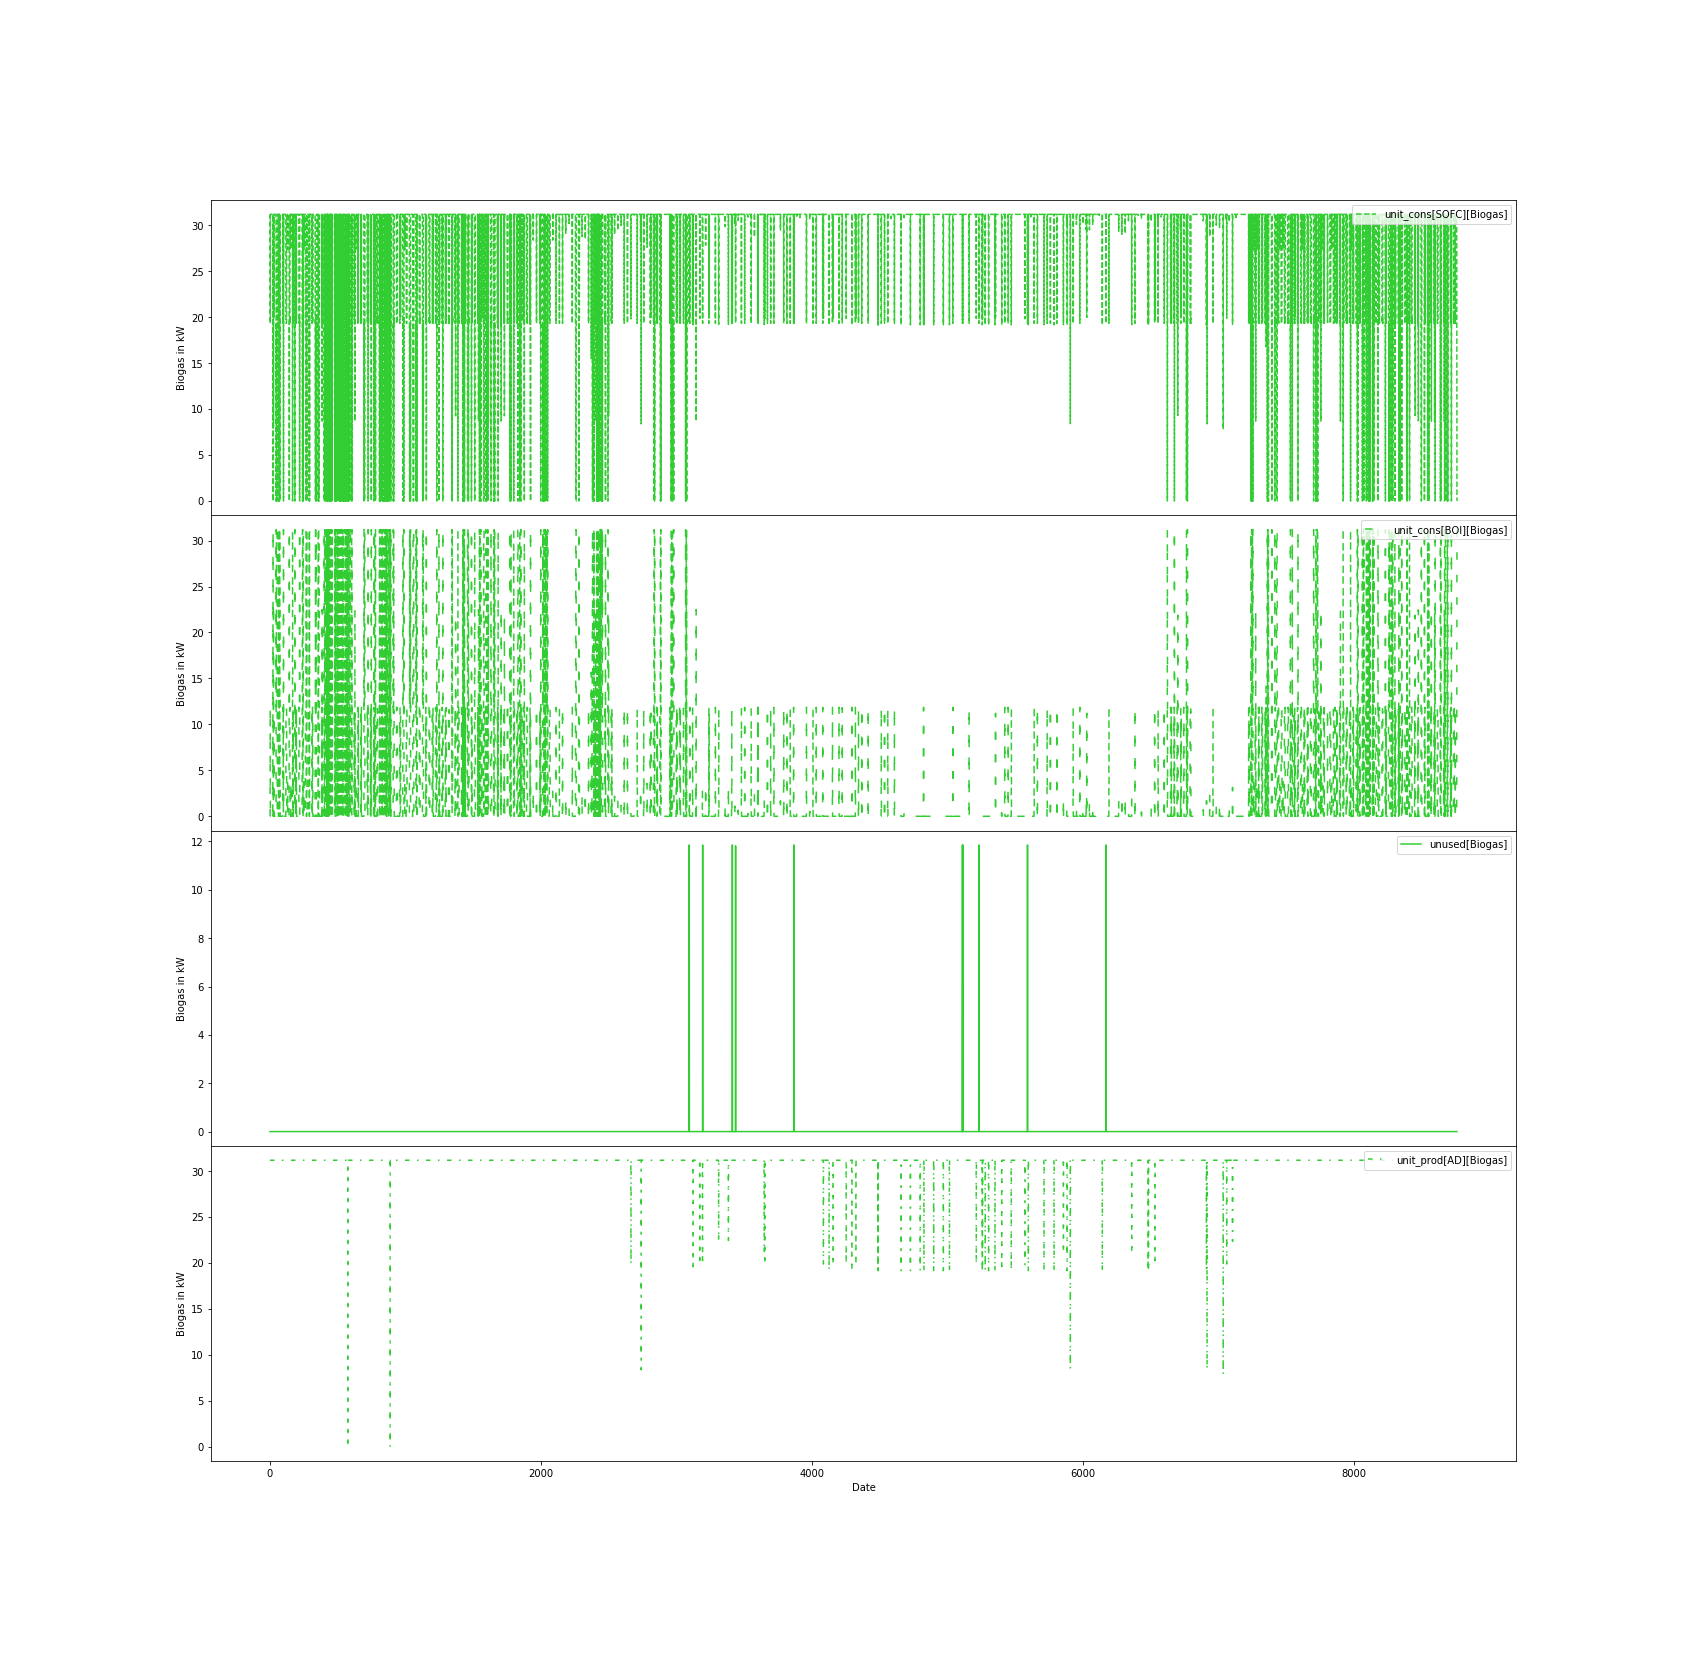 unit_cons[SOFC][Biogas]
30
25
20
15
10
5
0
Biogas in kW
unit_cons[BOI][Biogas]
30
25
20
15
10
5
0
Biogas in kW
unused[Biogas]
12
10
8
6
4
2
0
Biogas in kW
unit_prod[AD][Biogas]
30
25
20
15
10
5
0
Biogas in kW
0 2000 4000 6000 8000
Date